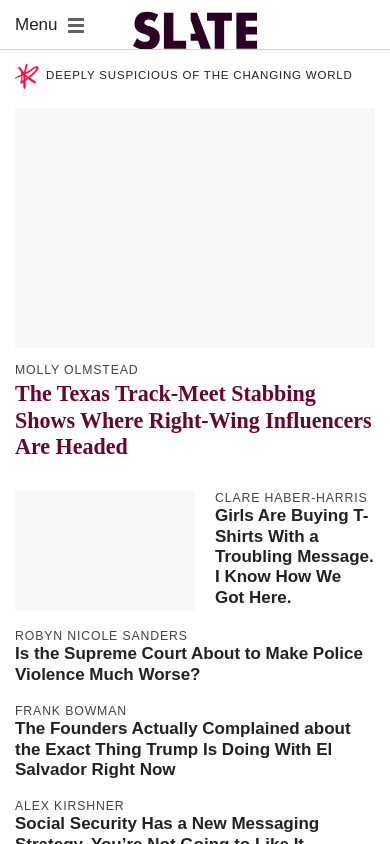 Menu
SLATE
DEEPLY SUSPICIOUS OF THE CHANGING WORLD
MOLLY OLMSTEAD
The Texas Track-Meet Stabbing
Shows Where Right-Wing Influencers
Are Headed
CLARE HABER-HARRIS
Girls Are Buying T-
Shirts With a
Troubling Message.
I Know How We
Got Here.
ROBYN NICOLE SANDERS
Is the Supreme Court About to Make Police
Violence Much Worse?
FRANK BOWMAN
The Founders Actually Complained about
the Exact Thing Trump Is Doing With El
Salvador Right Now
ALEX KIRSHNER
Social Security Has a New Messaging
Strategy. You’re Not Going to Like It.